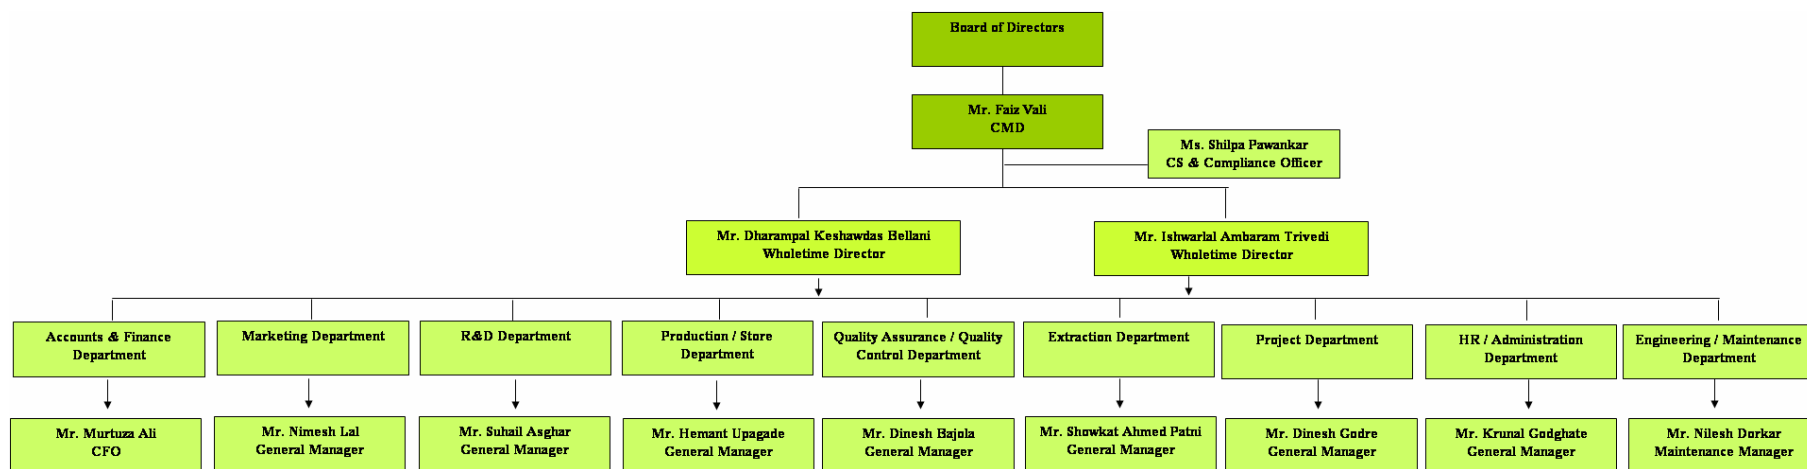 Board of Directors
Mr. Faiz Vali
CMD
Ms. Shilpa Pawankar
CS & Compliance Officer
Mr. Dharampal Keshawdas Bellani
Wholetime Director
Mr. Ishwarlal Ambaram Trivedi
Wholetime Director
Accounts & Finance
Department
Marketing Department
R&D Department
Production / Store
Department
Quality Assurance / Quality
Control Department
Extraction Department
Project Department
HR / Administration
Department
Engineering / Maintenance
Department
Mr. Murtuza Ali
CFO
Mr. Nimesh Lal
General Manager
Mr. Suhail Asghar
General Manager
Mr. Hemant Upagade
General Manager
Mr. Dinesh Bajola
General Manager
Mr. Showkat Ahmed Patni
General Manager
Mr. Dinesh Godre
General Manager
Mr. Krunal Godghate
General Manager
Mr. Nilesh Dorkar
Maintenance Manager